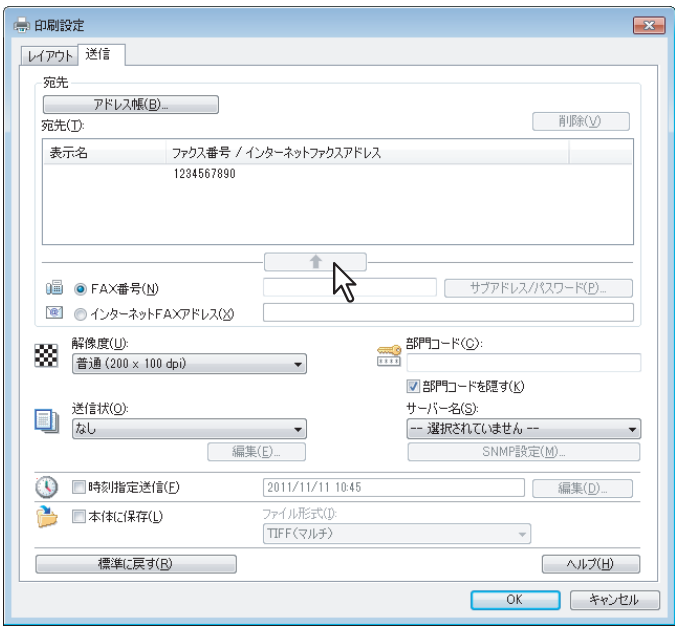 印刷設定
レイアウト 送信
宛先
アドレス帳(B)...
宛先(T):
削除(V)
表示名 ファクス番号 / インターネットファクスアドレス
1234567890
FAX番号(N)
サブアドレス/パスワード(P)...
インターネットFAXアドレス(X)
解像度(U):
普通 (200 x 100 dpi)
部門コード(C):
部門コードを隠す(K)
送信状(O):
なし
編集(E)...
サーバー名(S):
-- 選択されていません --
SNMP設定(M)...
時刻指定送信(F) 2011/11/11 10:45 編集(D)...
本体に保存(L) ファイル形式(I):
TIFF(マルチ)
標準に戻す(R) ヘルプ(H)
OK キャンセル